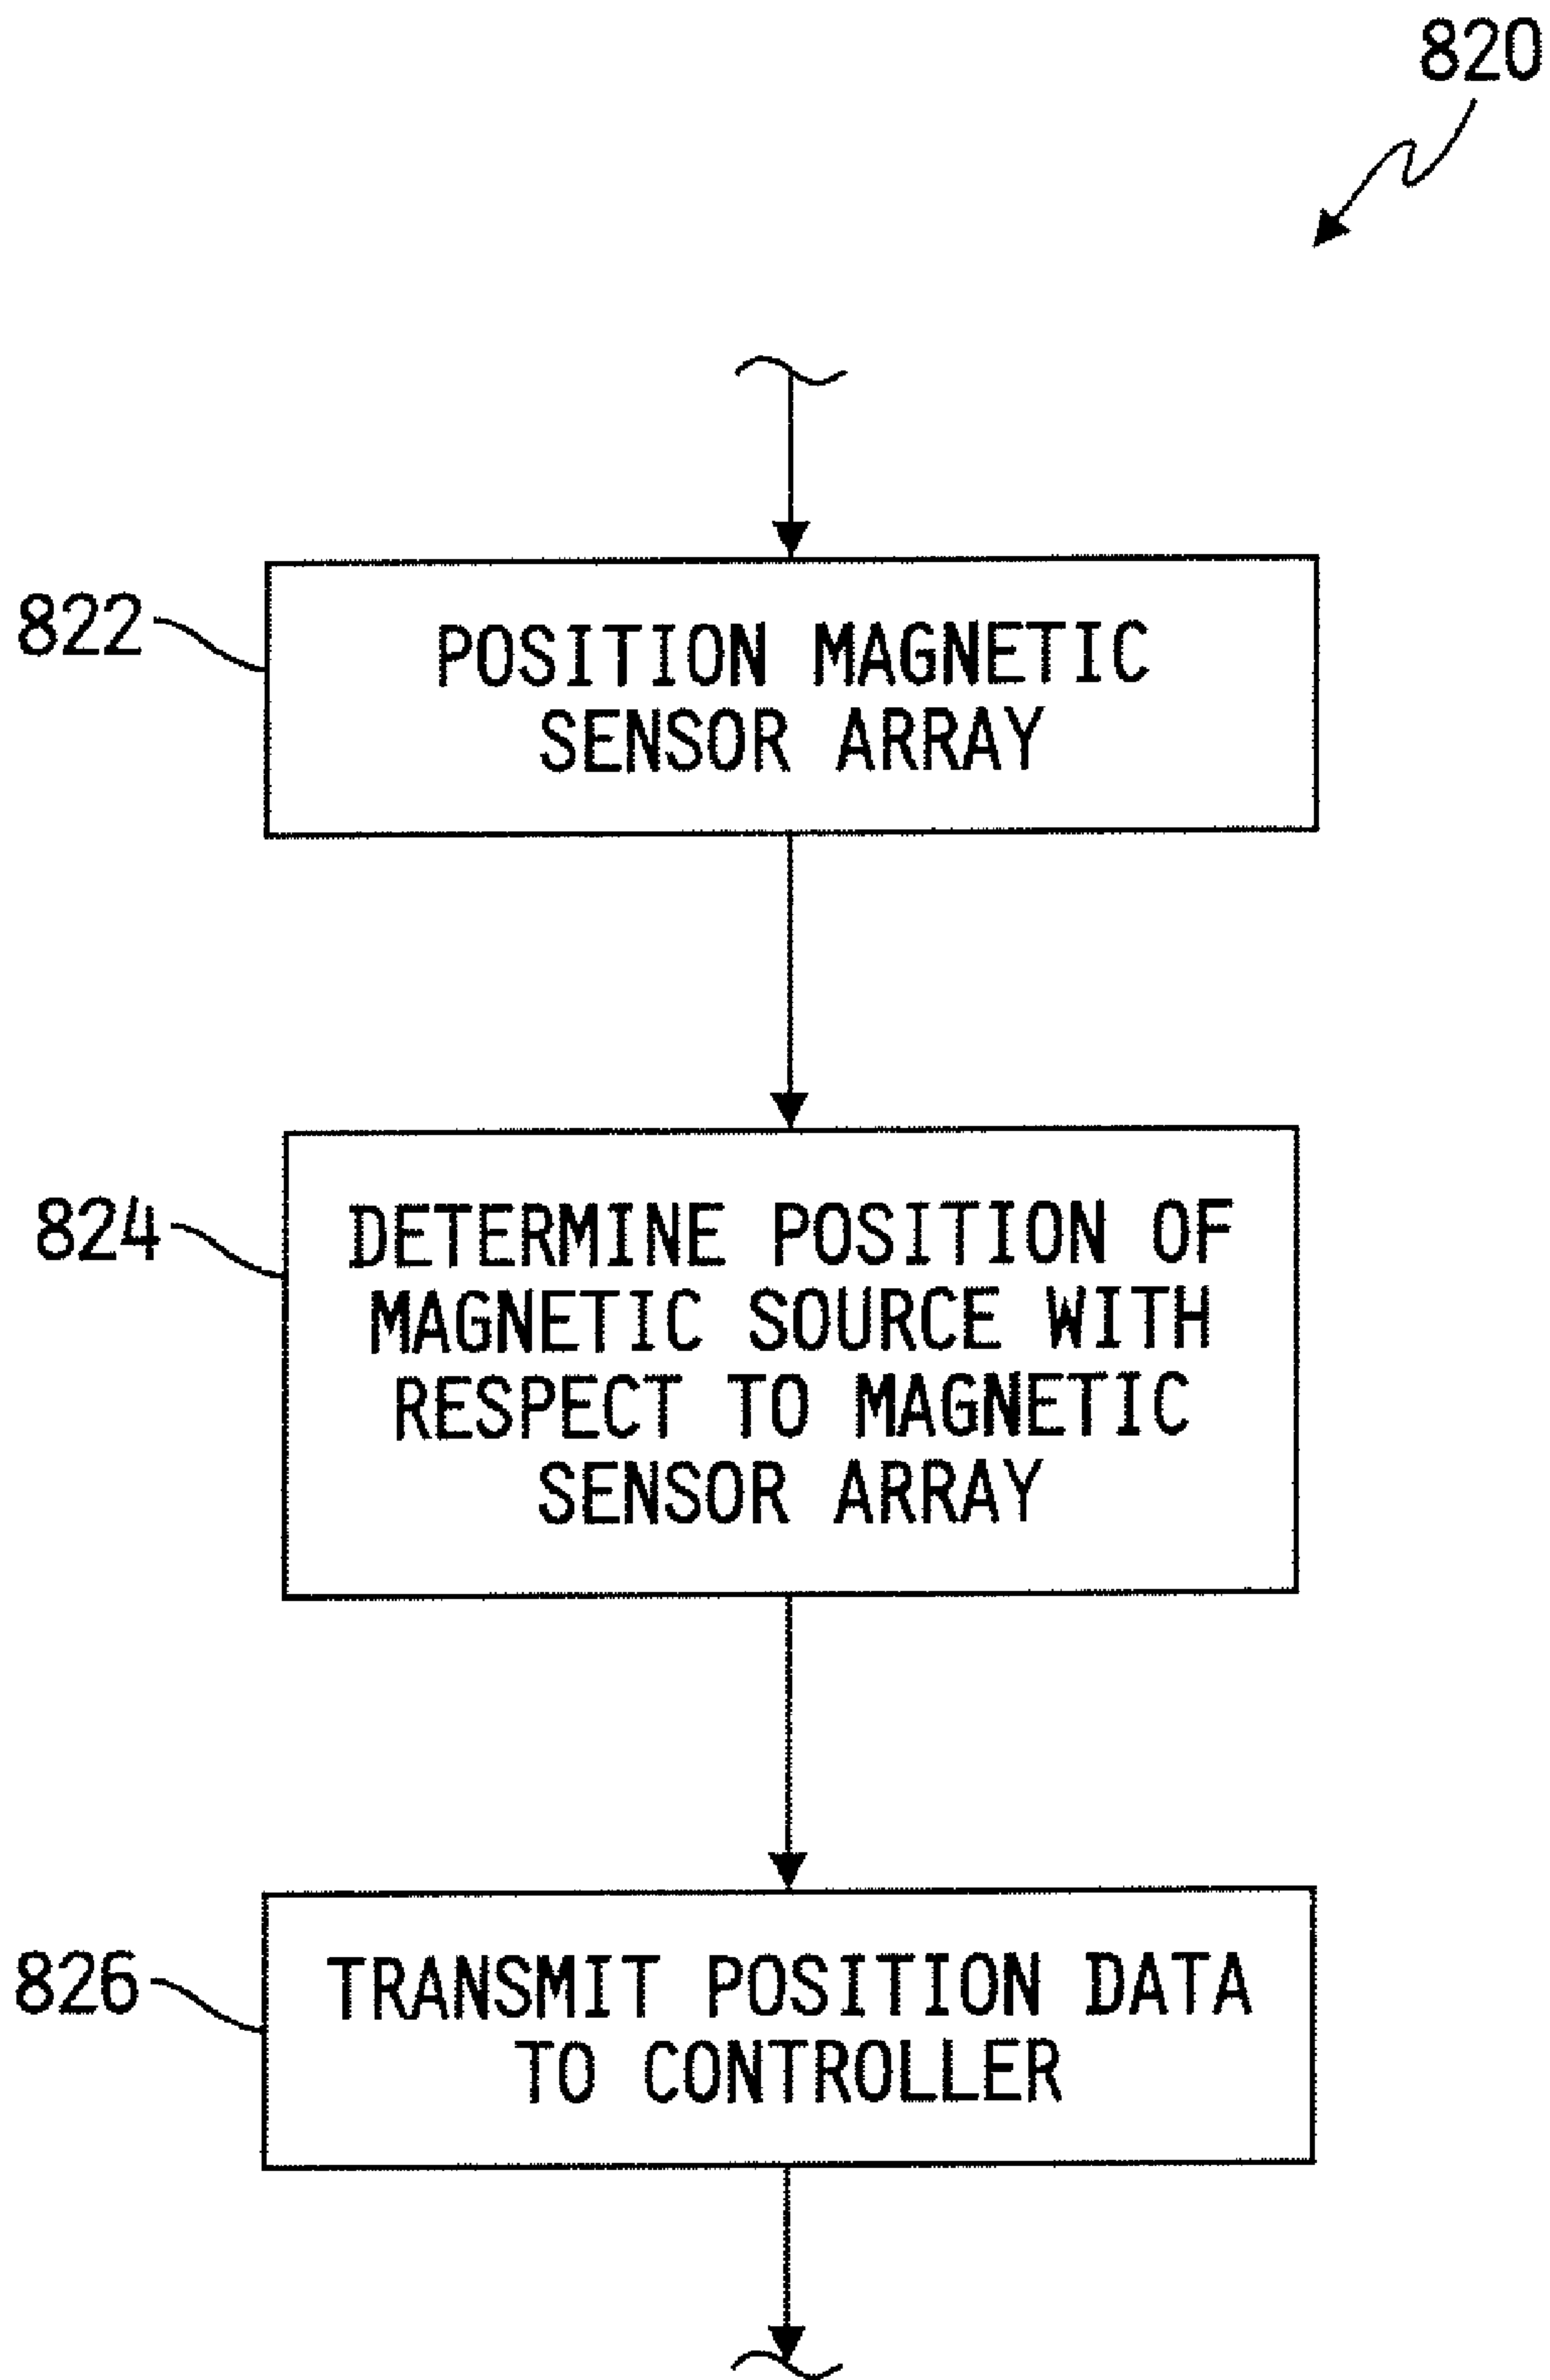 820
822
POSITION MAGNETIC
SENSOR ARRAY
824
DETERMINE POSITION OF
MAGNETIC SOURCE WITH
RESPECT TO MAGNETIC
SENSOR ARRAY
826
TRANSMIT POSITION DATA
TO CONTROLLER